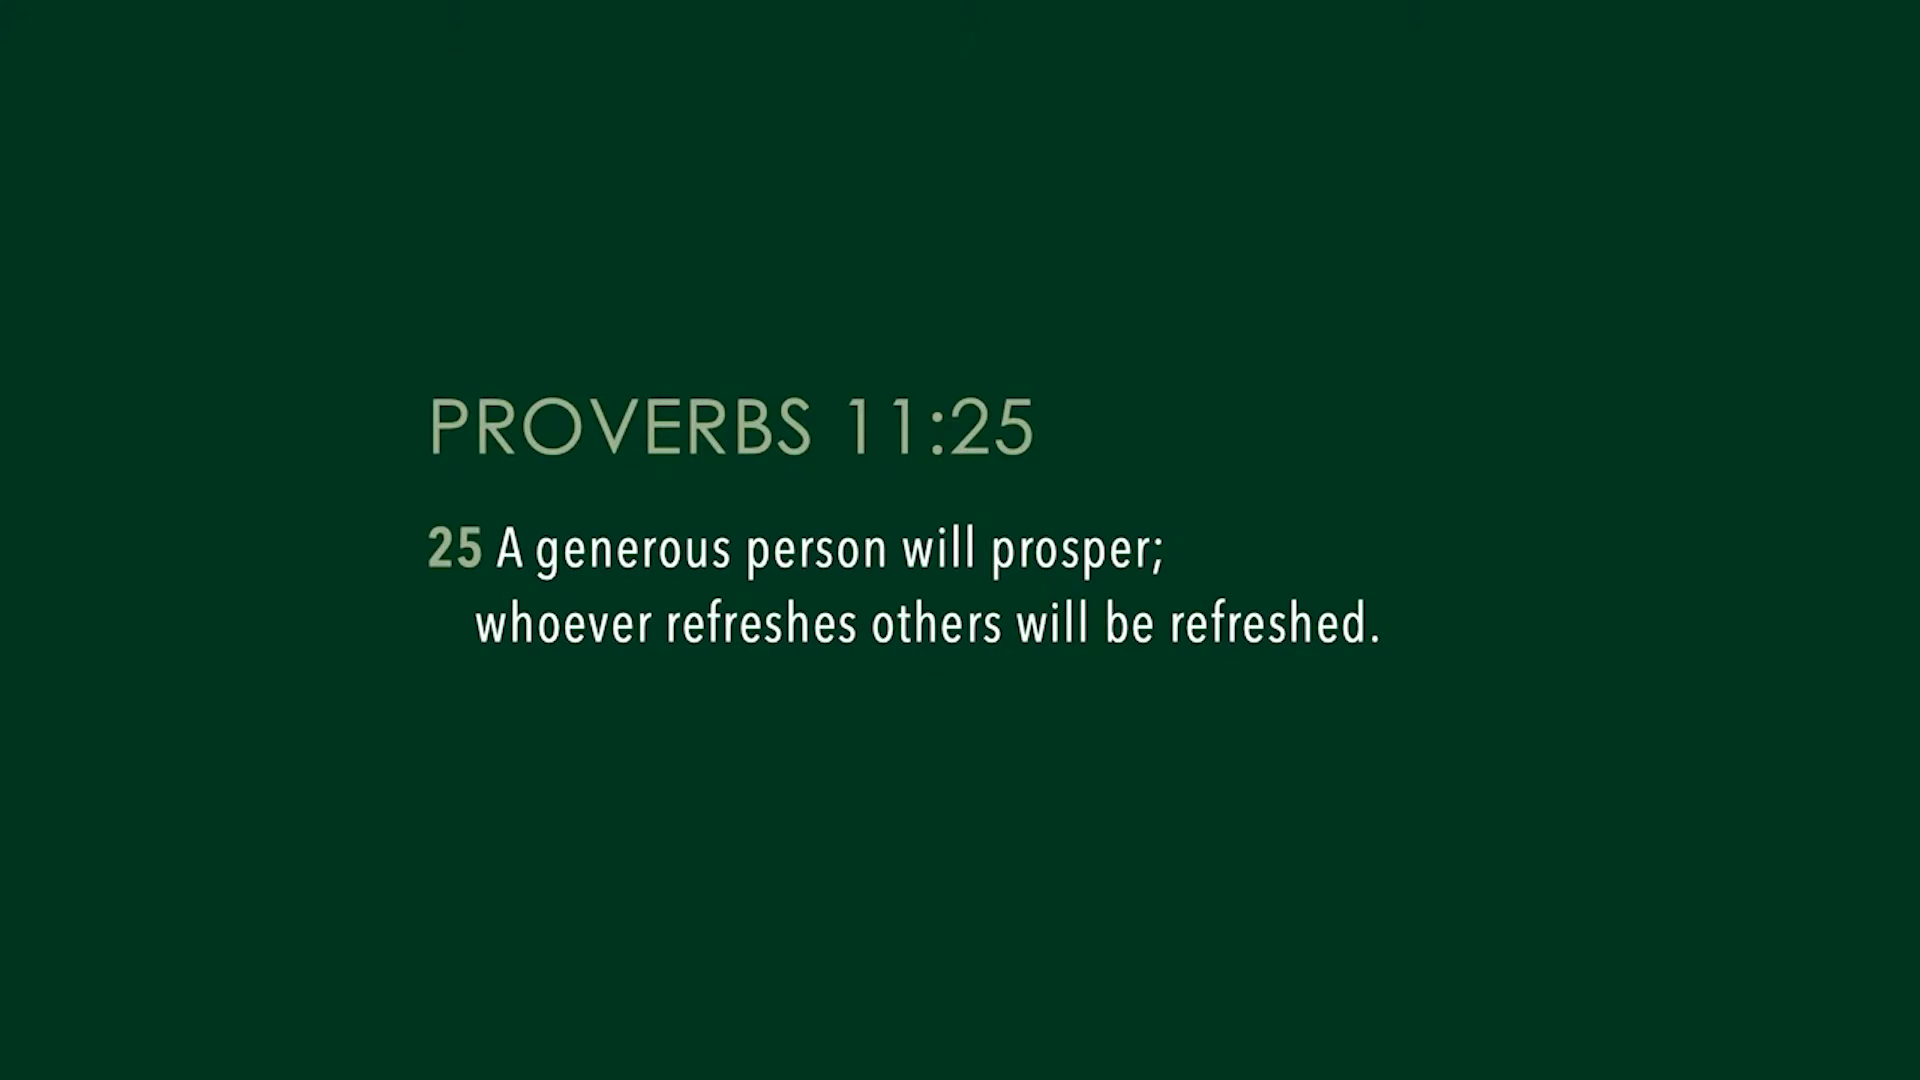 PROVERBS 11:25
25 A generous person will prosper;
whoever refreshes others will be refreshed.